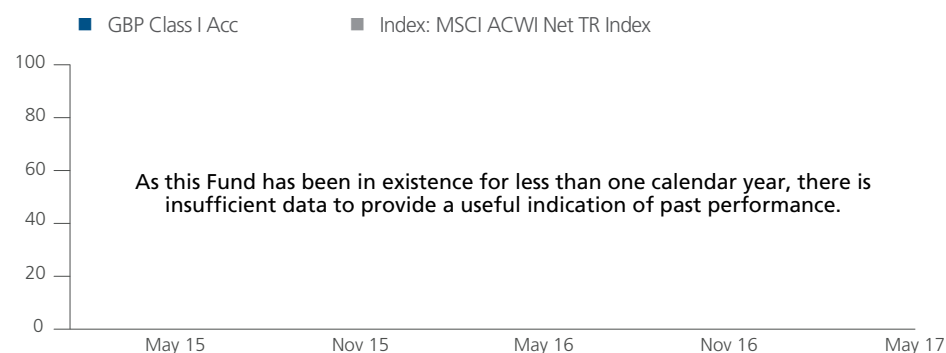 GBP Class I Acc Index: MSCI ACWI Net TR Index
100
80
60
As this Fund has been in existence for less than one calendar year, there is
insufficient data to provide a useful indication of past performance.
40
20
0
May 15 Nov 15 May 16 Nov 16 May 17